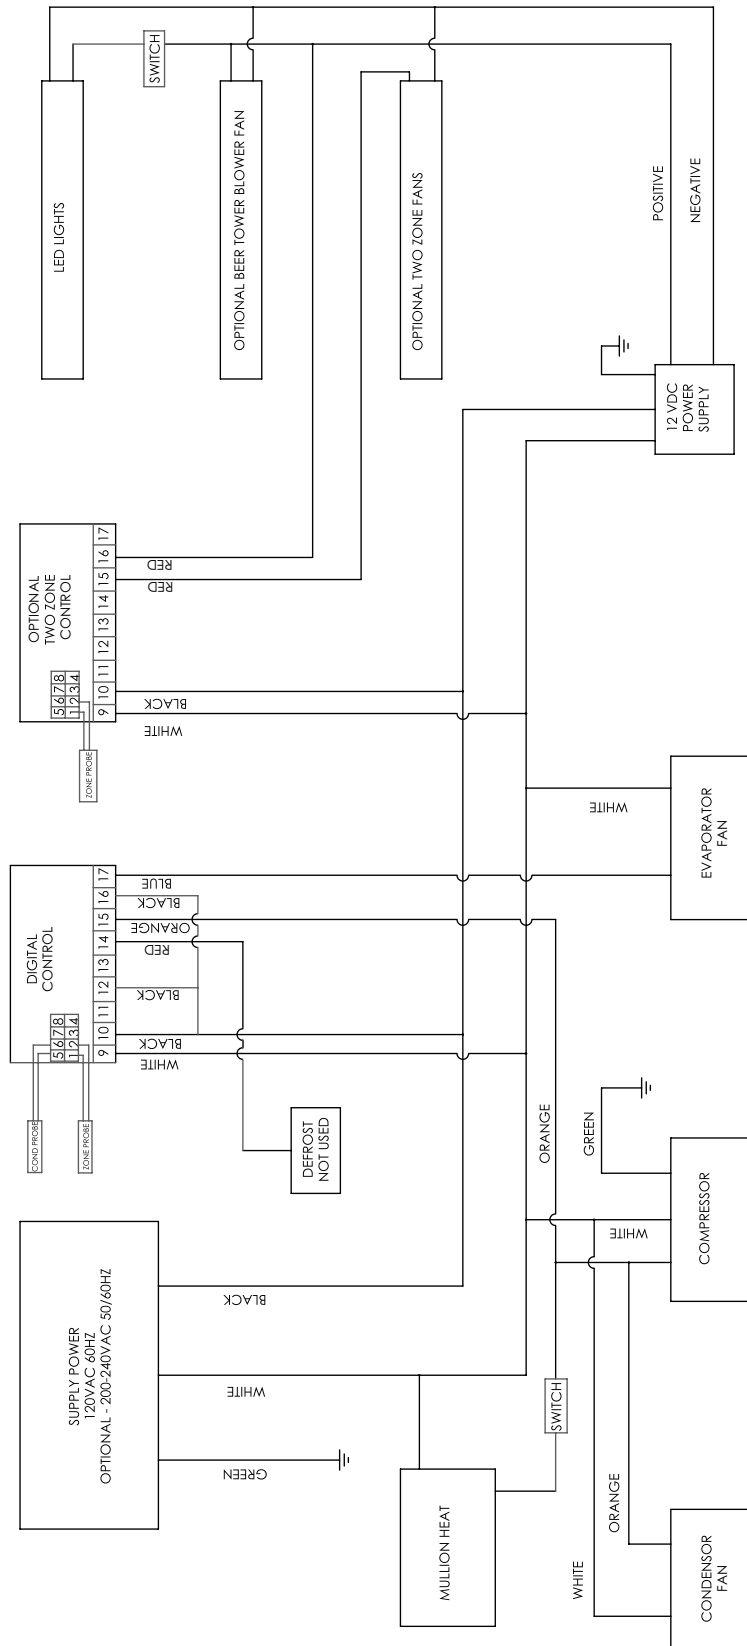 SUPPLY POWER
120VAC 60HZ
OPTIONAL - 200-240VAC 50/60HZ
COND PROBE
ZONE PROBE
DIGITAL
CONTROL
5 6 7 8
1 2 3 4
9 10 11 12 13 14 15 16 17
ZONE PROBE
OPTIONAL
TWO ZONE
CONTROL
5 6 7 8
1 2 3 4
9 10 11 12 13 14 15 16 17
LED LIGHTS
SWITCH
GREEN
WHITE
BLACK
WHITE
BLACK
BLACK
RED
ORANGE
BLACK
BLUE
WHITE
BLACK
RED
RED
OPTIONAL BEER TOWER BLOWER FAN
DEFROST
NOT USED
MULLION HEAT
OPTIONAL TWO ZONE FANS
SWITCH
ORANGE
WHITE
ORANGE
GREEN
WHITE
WHITE
POSITIVE
NEGATIVE
CONDENSOR
FAN
COMPRESSOR
EVAPORATOR
FAN
12 VDC
POWER
SUPPLY